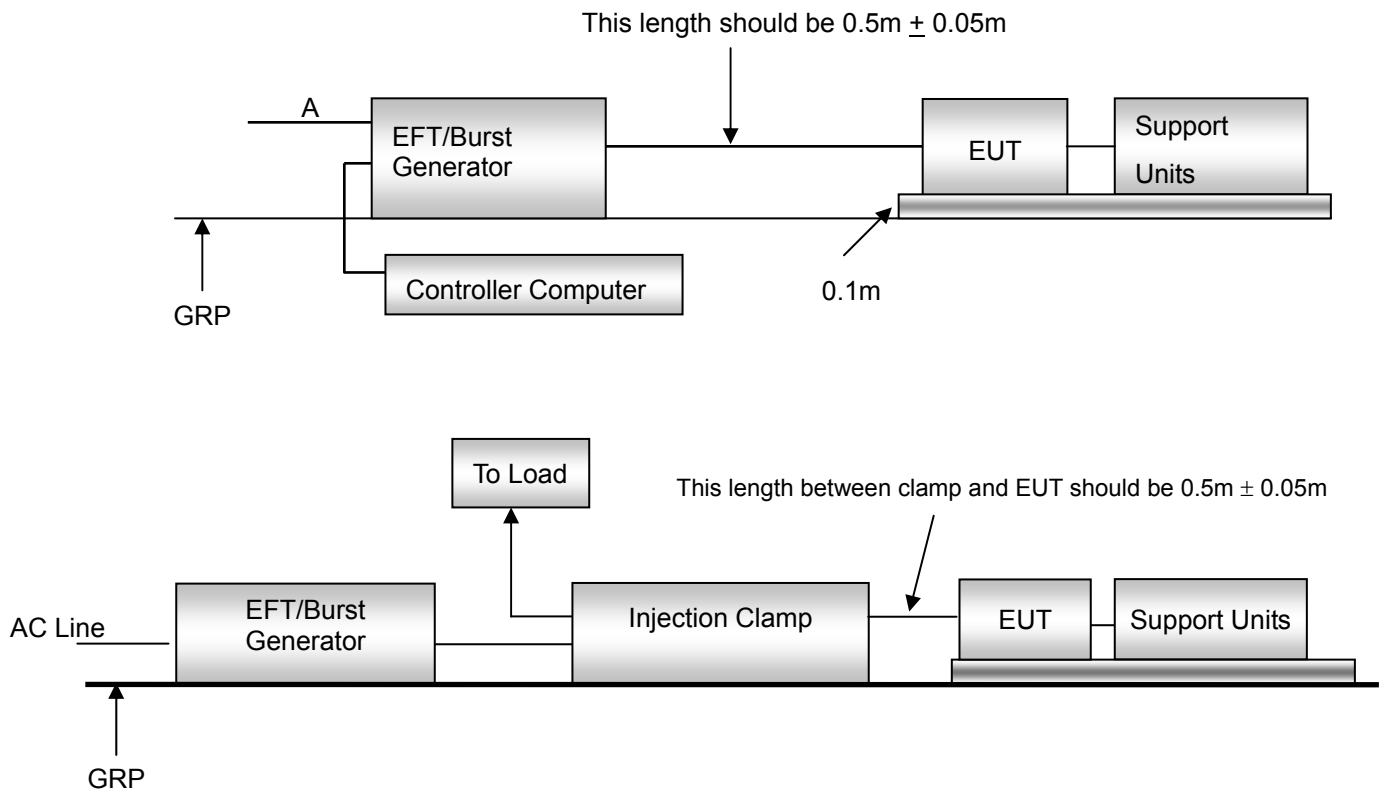 This length should be 0.5m ± 0.05m
A
EFT/Burst
Generator
EUT
Support
Units
Controller Computer
0.1m
GRP
To Load
This length between clamp and EUT should be 0.5m ± 0.05m
AC Line
EFT/Burst
Generator
Injection Clamp
EUT
Support Units
GRP